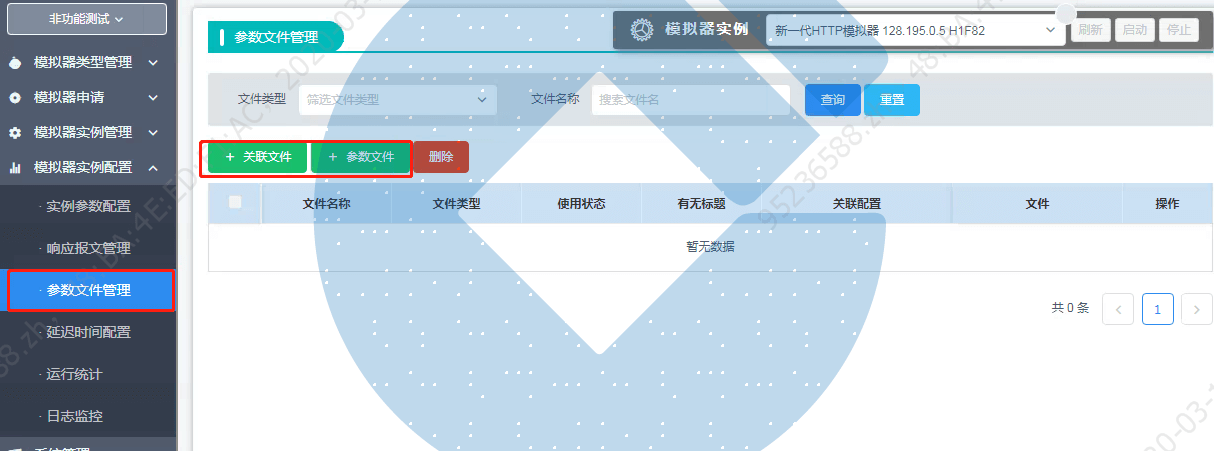 非功能测试
模拟器类型管理
模拟器申请
模拟器实例管理
模拟器实例配置
· 实例参数配置
· 响应报文管理
· 参数文件管理
· 延迟时间配置
· 运行统计
· 日志监控
参数文件管理
模拟器实例 新一代HTTP模拟器 128.195.0.5 H1F82 刷新 启动 停止
文件类型 筛选文件类型 文件名称 搜索文件名 查询 重置
+ 关联文件 + 参数文件 删除
文件名称 文件类型 使用状态 有无标题 关联配置 文件 操作
暂无数据
共 0 条 < 1 >